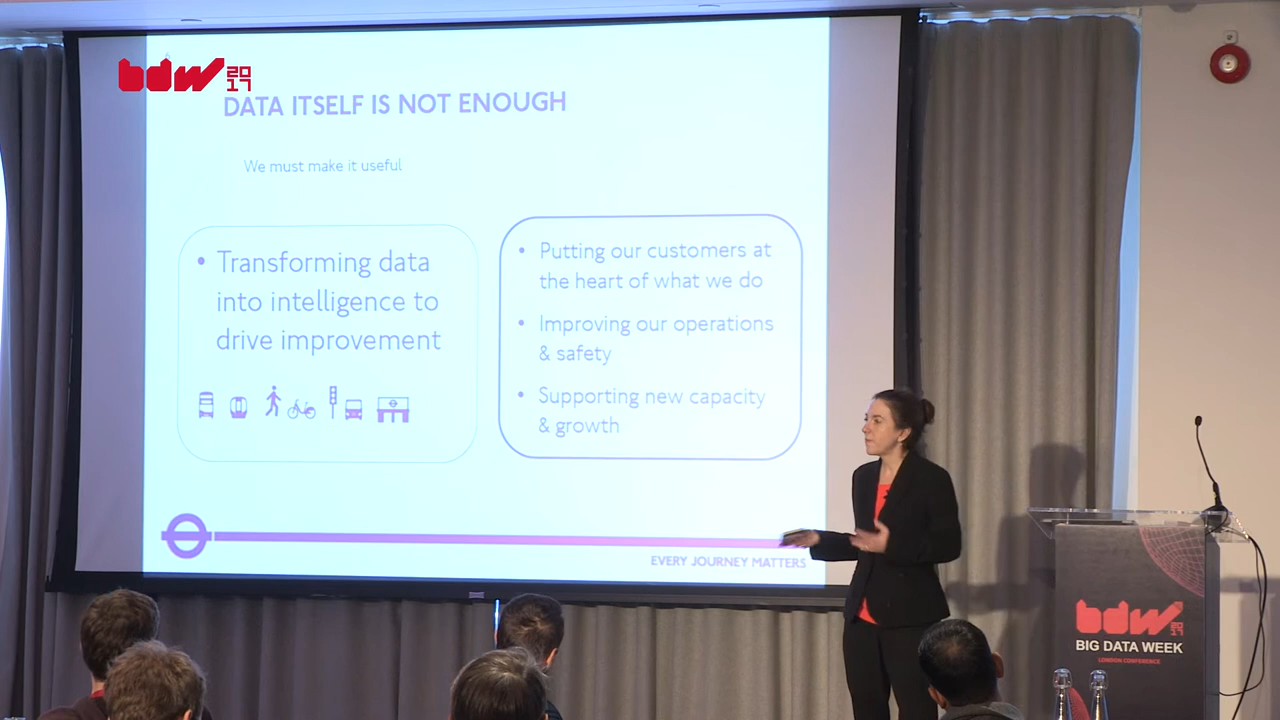 bdw 2017
DATA ITSELF IS NOT ENOUGH
We must make it useful
• Transforming data
into intelligence to
drive improvement
• Putting our customers at
the heart of what we do
• Improving our operations
& safety
• Supporting new capacity
& growth
EVERY JOURNEY MATTERS
bdw 2017
BIG DATA WEEK
LONDON CONFERENCE